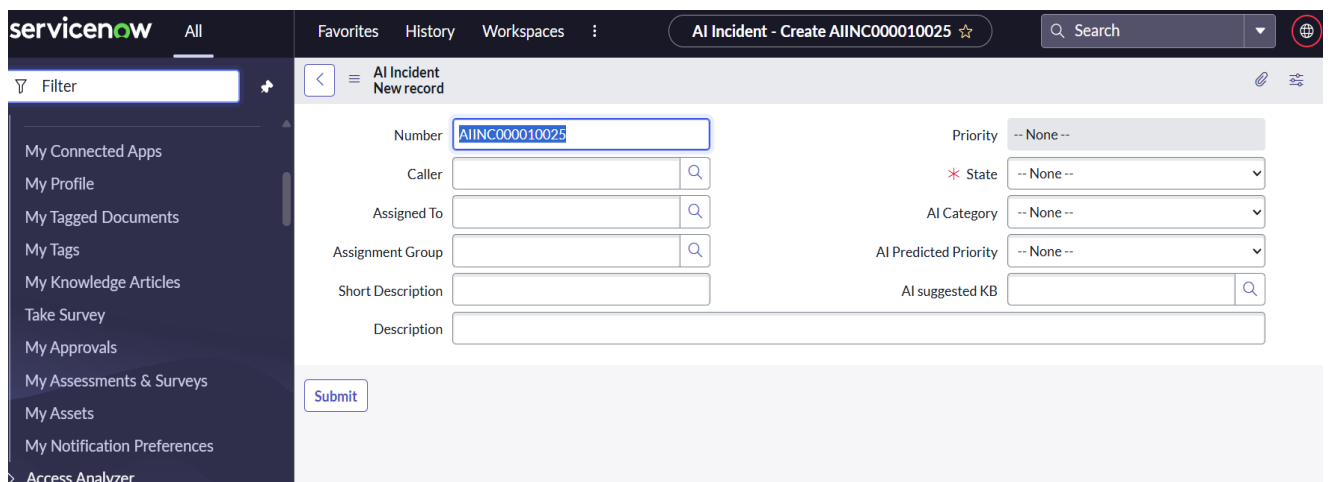 servicenow All Favorites History Workspaces AI Incident - Create AIINC000010025 Search
Filter
My Connected Apps
My Profile
My Tagged Documents
My Tags
My Knowledge Articles
Take Survey
My Approvals
My Assessments & Surveys
My Assets
My Notification Preferences
Access Analyzer
AI Incident
New record
Number AIINC000010025
Caller
Assigned To
Assignment Group
Short Description
Description
Priority -- None --
State -- None --
AI Category -- None --
AI Predicted Priority -- None --
AI suggested KB
Submit